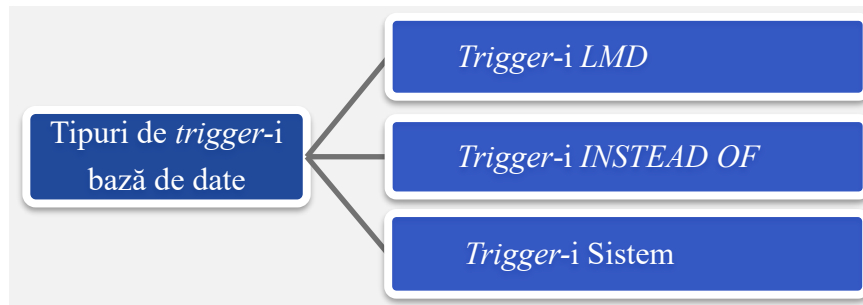 Trigger-i LMD
Tipuri de trigger-i
bază de date
Trigger-i INSTEAD OF
Trigger-i Sistem